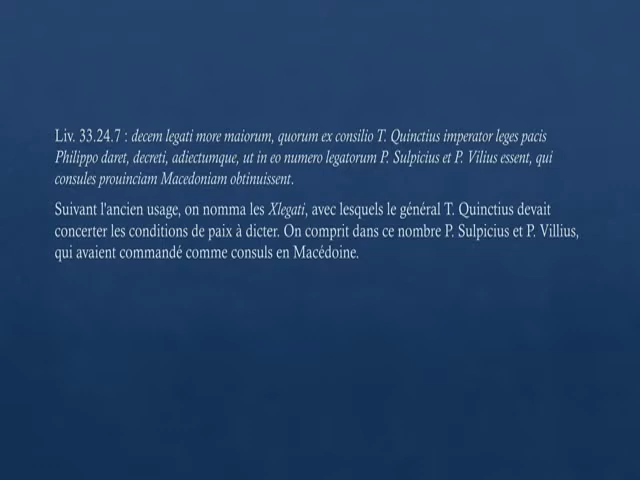 Liv. 33.24.7 : decem legati more maiorum, quorum ex consilio T. Quinctius imperator leges pacis
Philippo daret, decreti, adiectumque, ut in eo numero legatorum P. Sulpicius et P. Vilius essent, qui
consules prouinciam Macedoniam obtinuissent.
Suivant l'ancien usage, on nomma les Xlegati, avec lesquels le général T. Quinctius devait
concerter les conditions de paix à dicter. On comprit dans ce nombre P. Sulpicius et P. Villius,
qui avaient commandé comme consuls en Macédoine.